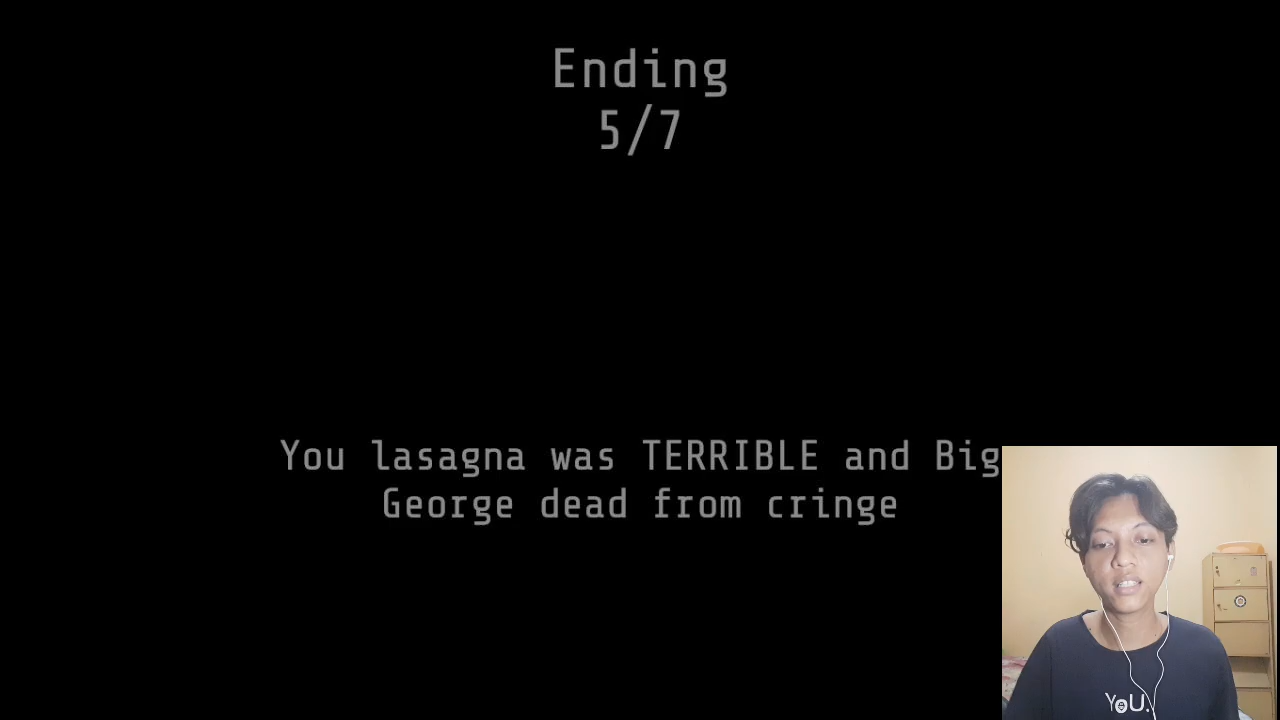 Ending
5/7
You lasagna was TERRIBLE and Big
George dead from cringe
YoU.